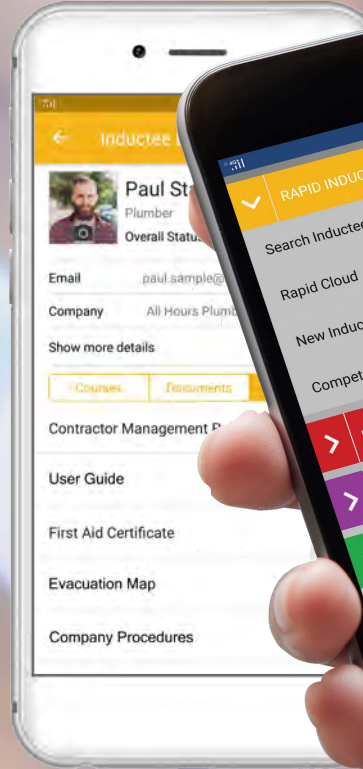 Inductee
Paul
Plumber
Overall Status
Email paul.sample@
Company All Hours Plumb
Show more details
Courses Documents
Contractor Management
User Guide
First Aid Certificate
Evacuation Map
Company Procedures
4G
RAPID INDUC
Search Inductee
Rapid Cloud
New Induc
Compet